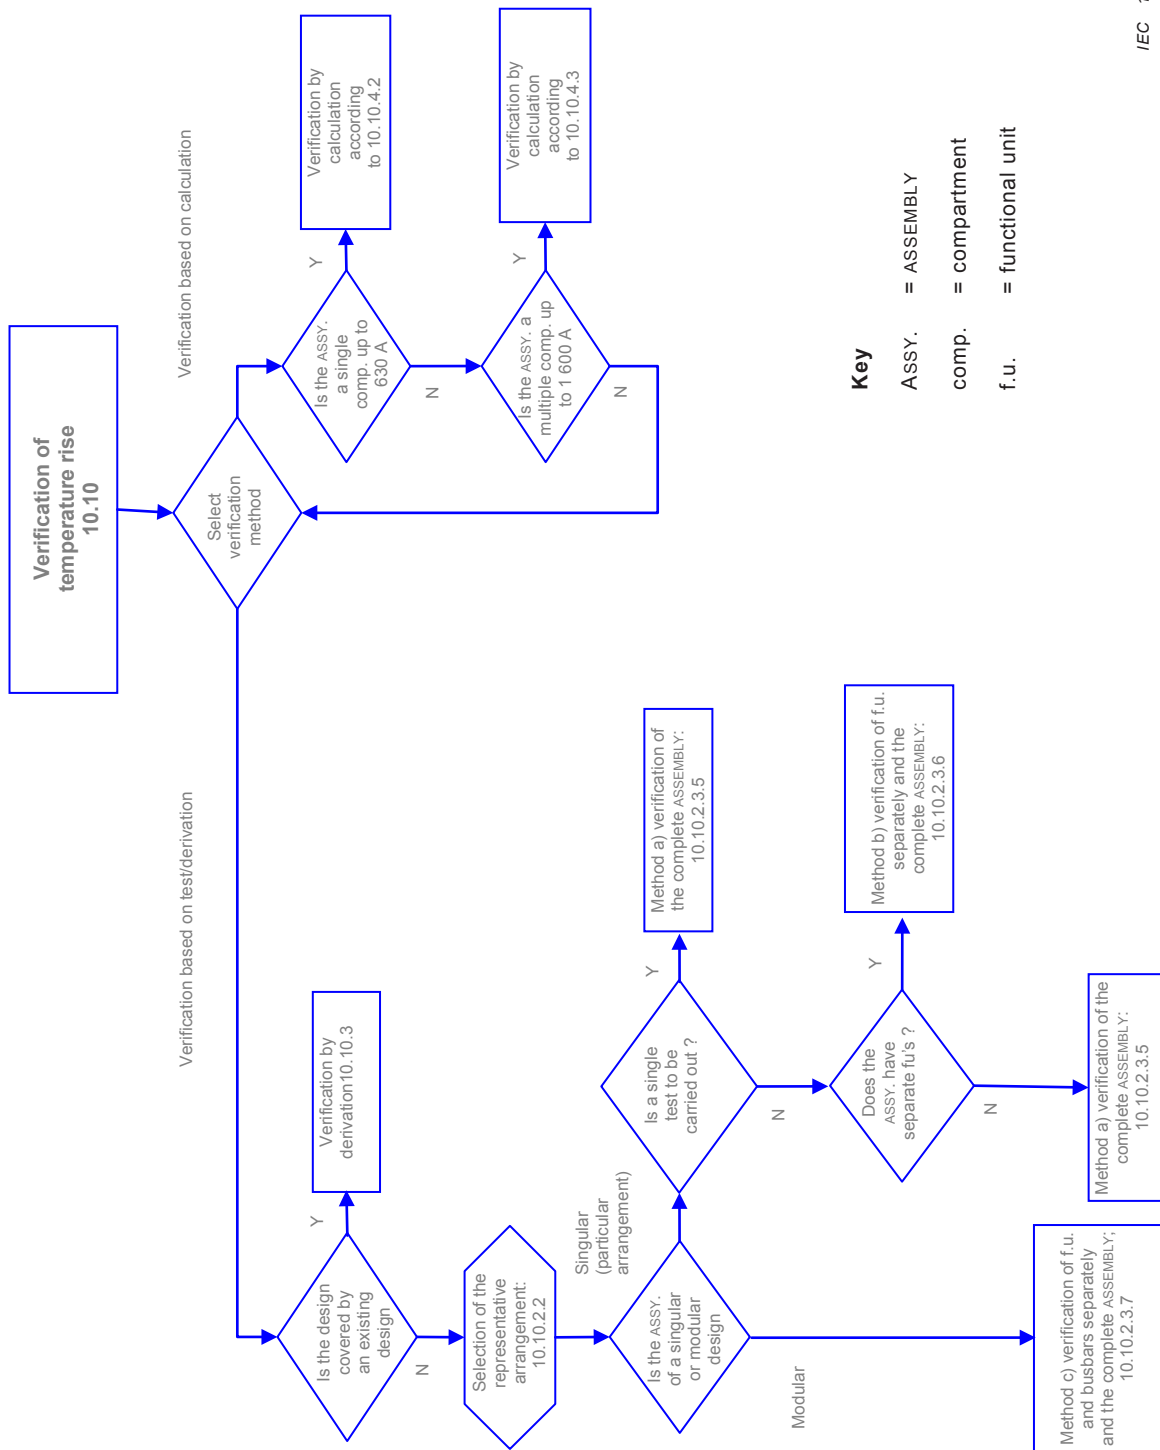 Verification of
temperature rise
10.10
Verification based on test/derivation
Verification based on calculation
Select
verification
method
Is the ASSY.
a single
comp. up to
630 A
Y
N
Verification by
calculation
according
to 10.10.4.2
Is the ASSY. a
multiple comp. up
to 1 600 A
Y
N
Verification by
calculation
according
to 10.10.4.3
Is the design
covered by
an existing
design
Y
N
Verification by
derivation10.10.3
Selection of the
representative
arrangement:
10.10.2.2
Is the ASSY.
of a singular
or modular
design
Singular
(particular
arrangement)
Modular
Is a single
test to be
carried out ?
Y
N
Method a) verification of
the complete ASSEMBLY:
10.10.2.3.5
Does the
ASSY. have
separate fu's ?
Y
N
Method b) verification of f.u.
separately and the
complete ASSEMBLY:
10.10.2.3.6
Method a) verification of the
complete ASSEMBLY:
10.10.2.3.5
Method c) verification of f.u.
and busbars separately
and the complete ASSEMBLY;
10.10.2.3.7
Key
ASSY. = ASSEMBLY
comp. = compartment
f.u. = functional unit
IEC